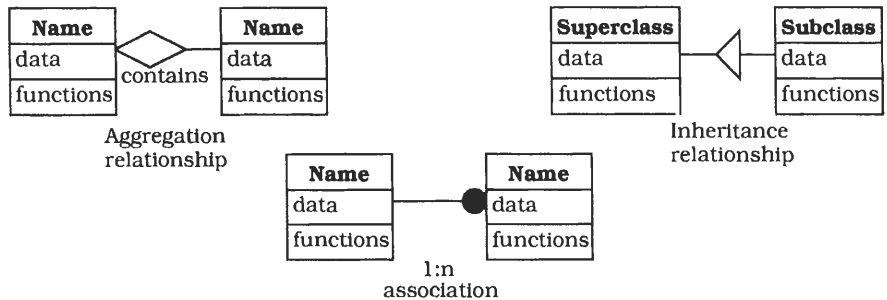 Name
data
functions
contains
Name
data
functions
Aggregation
relationship
Superclass
data
functions
Subclass
data
functions
Inheritance
relationship
Name
data
functions
Name
data
functions
1:n
association